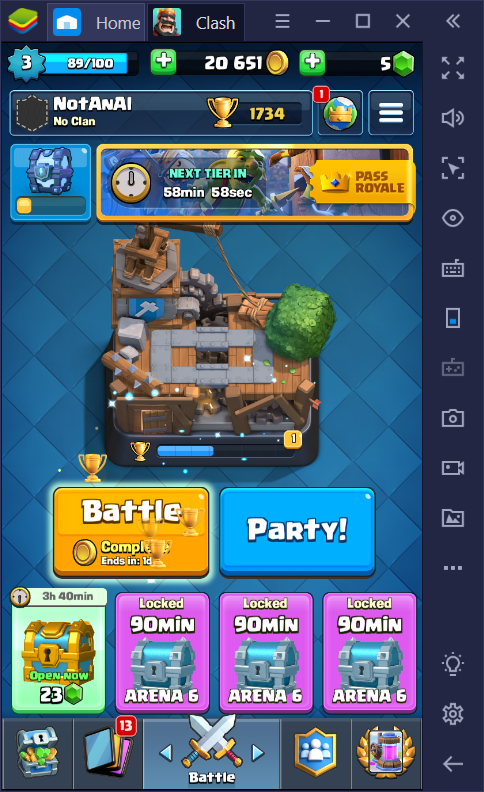 Home
Clash
3
89/100
20 651
5
NotAnAI
No Clan
1734
1
NEXT TIER IN
58min 58sec
PASS
ROYALE
1
Battle
Ends in: 1d
Party!
3h 40min
Open now
23
Locked
90MIN
ARENA 6
Locked
90MIN
ARENA 6
Locked
90MIN
ARENA 6
13
Battle